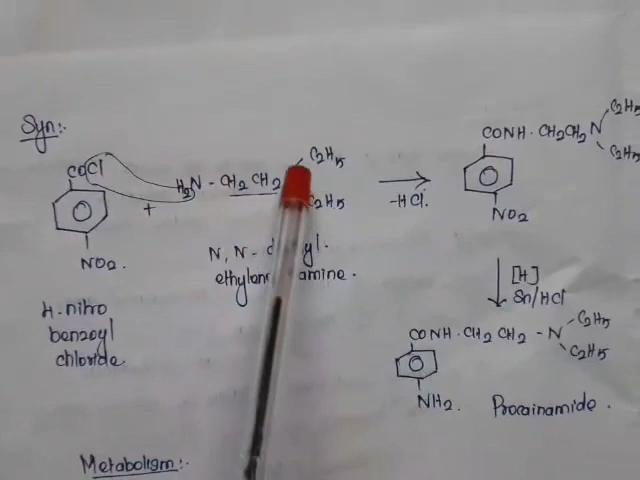 Syn:-
COCl
+
H2N - CH2 CH2
C2H5
C2H5
NO2.
4-nitro
benzoyl
chloride.
N, N-
ethylen
amine.
-HCl.
CONH. CH2CH2 N
C2H5
C2H5
NO2
[H]
Sn/HCl
CONH. CH2 CH2 - N
C2H5
C2H5
NH2.
Procainamide.
Metabolism:-